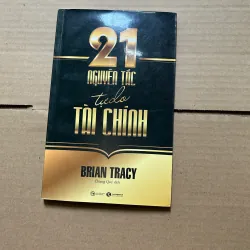 21
NGUYÊN TẮC
tự do
TÀI CHÍNH
BRIAN TRACY